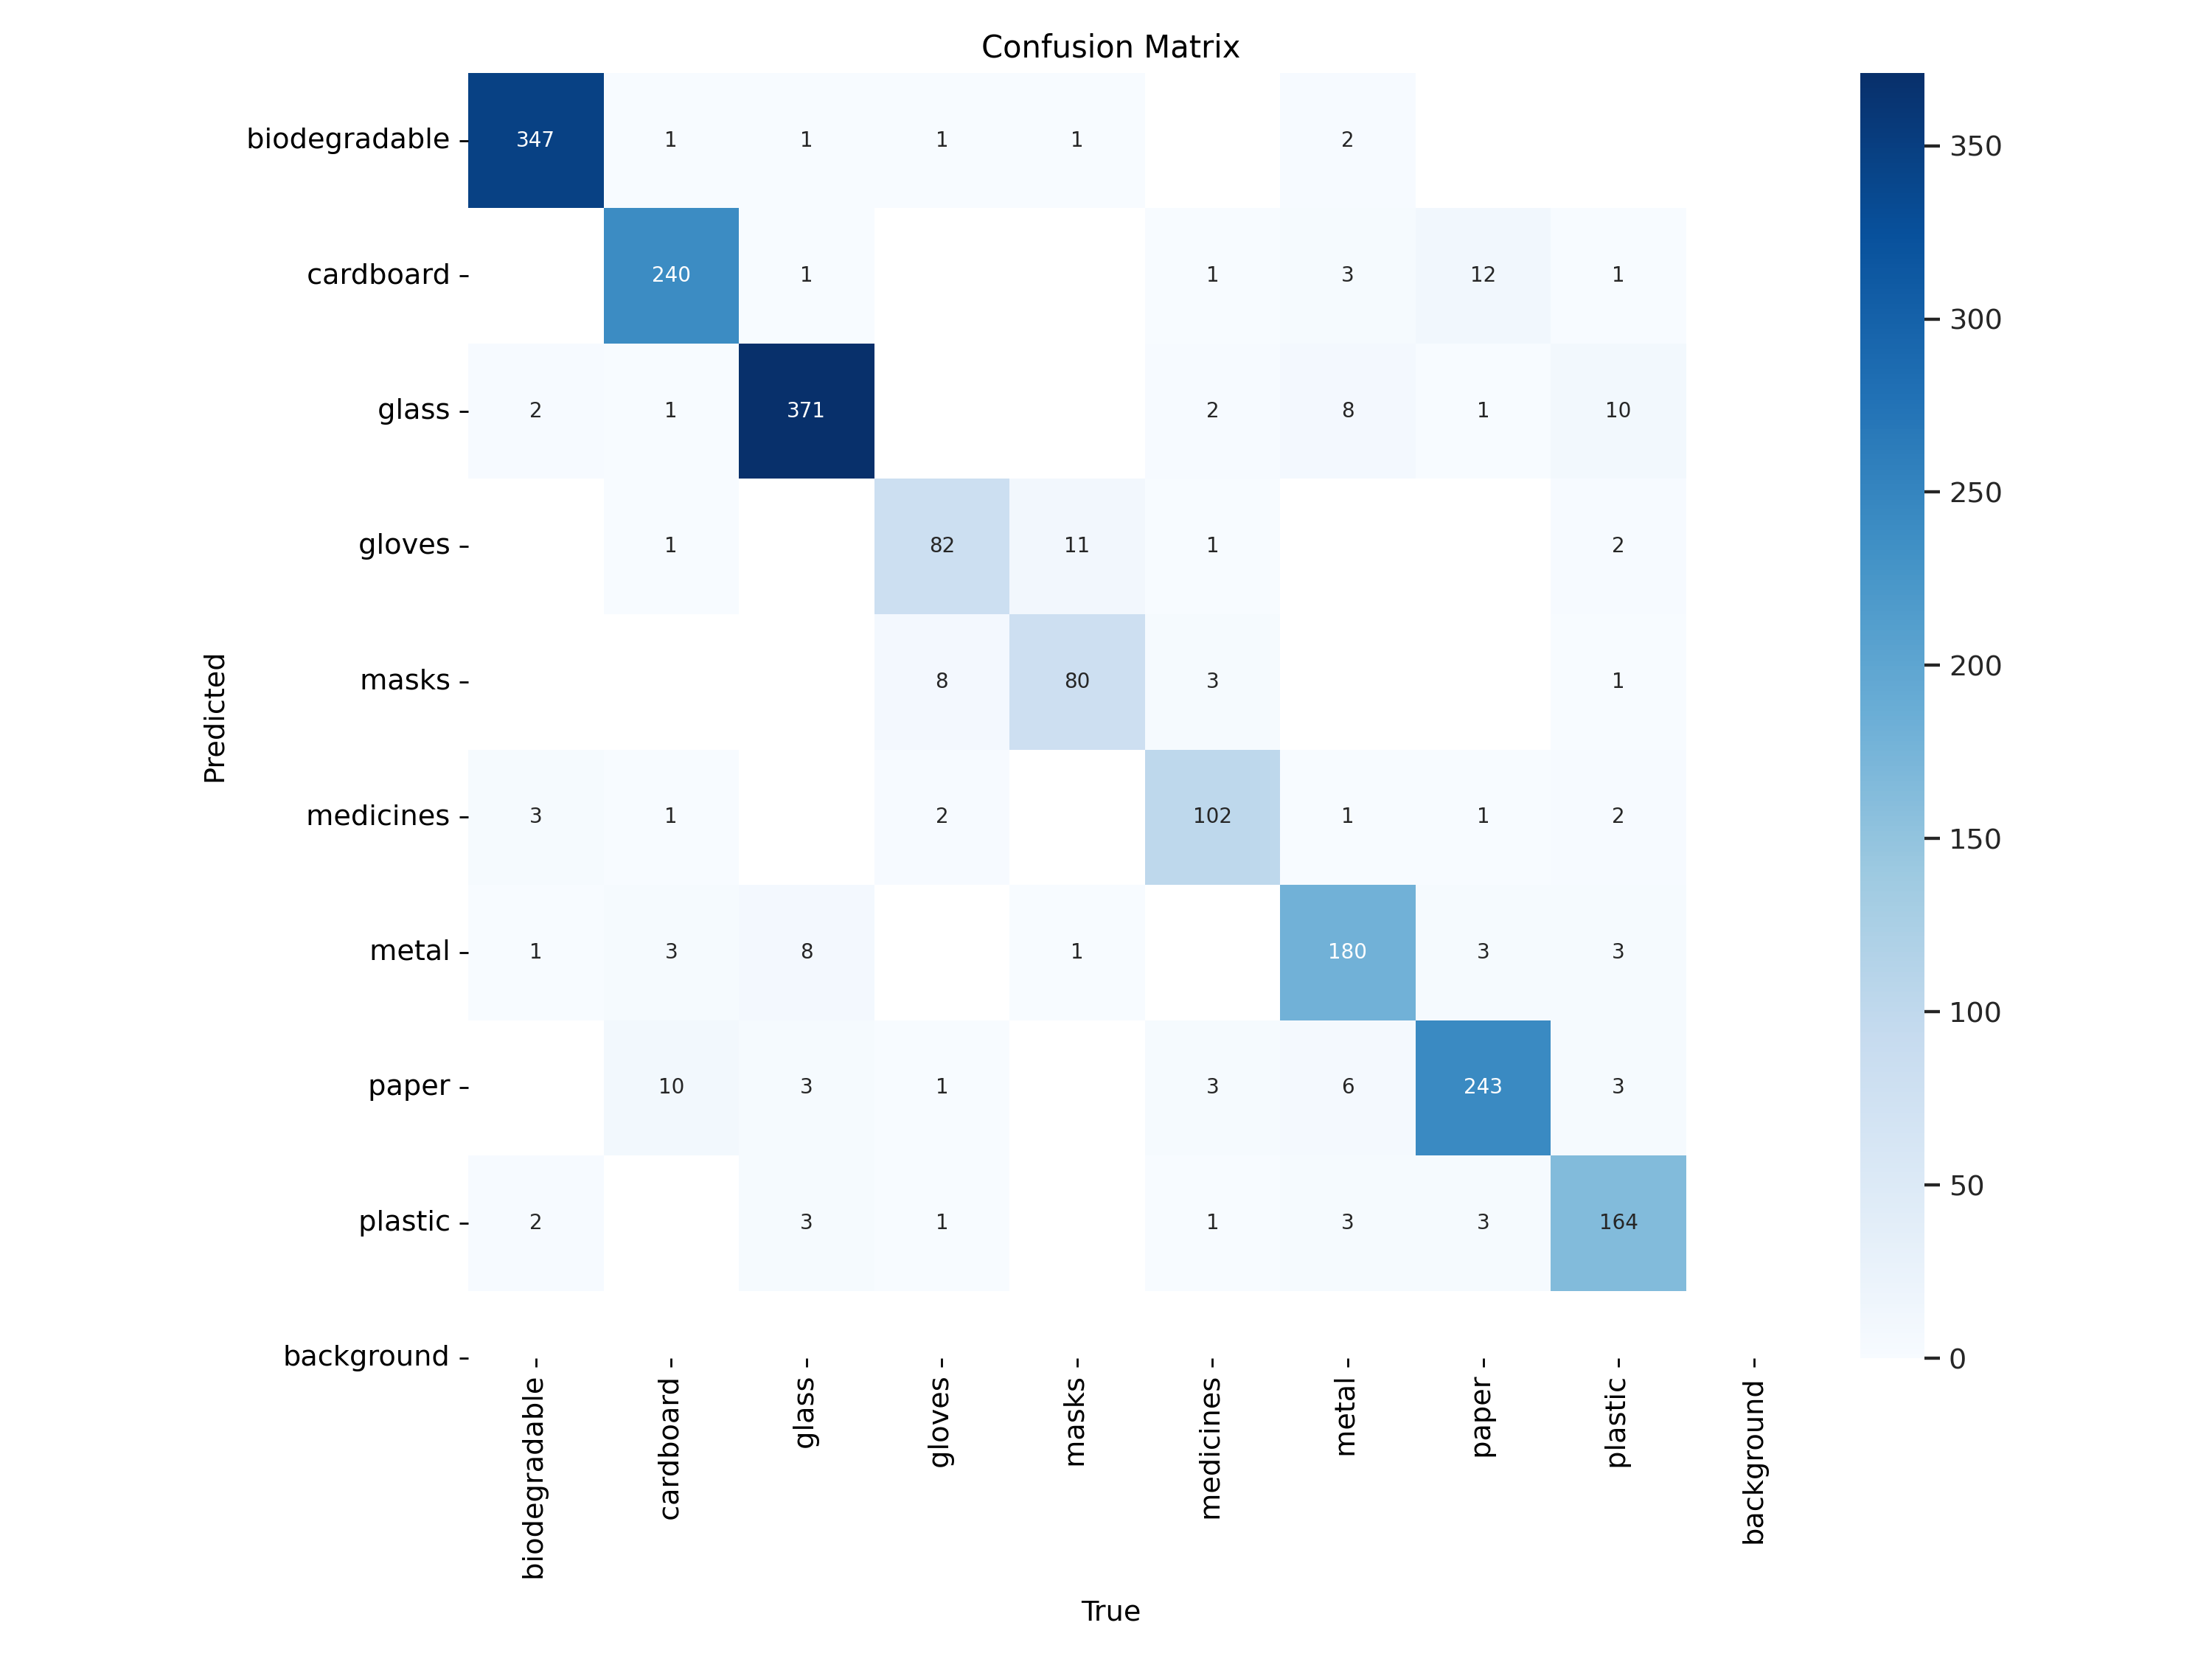 Confusion Matrix
biodegradable 347 1 1 1 1 2
350
cardboard 240 1 1 3 12 1
300
glass 2 1 371 2 8 1 10
250
gloves 1 82 11 1 2
200
Predicted
masks 8 80 3 1
150
medicines 3 1 2 102 1 1 2
100
metal 1 3 8 1 180 3 3
paper 10 3 1 3 6 243 3
50
plastic 2 3 1 1 3 3 164
background
0
biodegradable
cardboard
glass
gloves
masks
medicines
metal
paper
plastic
background
True